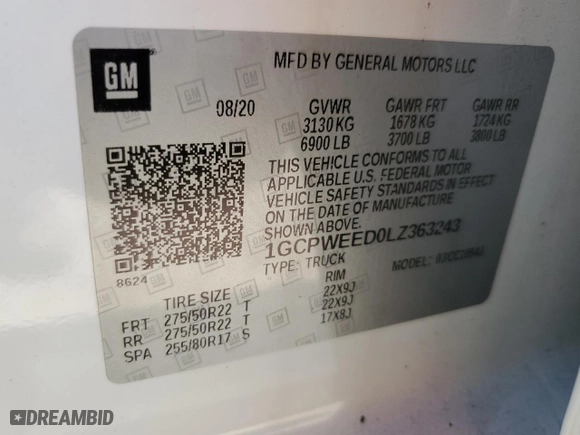 GM
MFD BY GENERAL MOTORS LLC
08/20 GVWR GAWR FRT GAWR RR
3130 KG 1678 KG 1724 KG
6900 LB 3700 LB 3800 LB
THIS VEHICLE CONFORMS TO ALL
APPLICABLE U.S. FEDERAL MOTOR
VEHICLE SAFETY STANDARDS IN EFFECT
ON THE DATE OF MANUFACTURE SHOWN ABOVE.
1GCPWEED0LZ363243
8624 TYPE: TRUCK MODEL:
TIRE SIZE RIM
FRT 275/50R22 T 22X9J
RR 275/50R22 T 22X9J
SPA 255/80R17 S 17X8J
DREAMBID